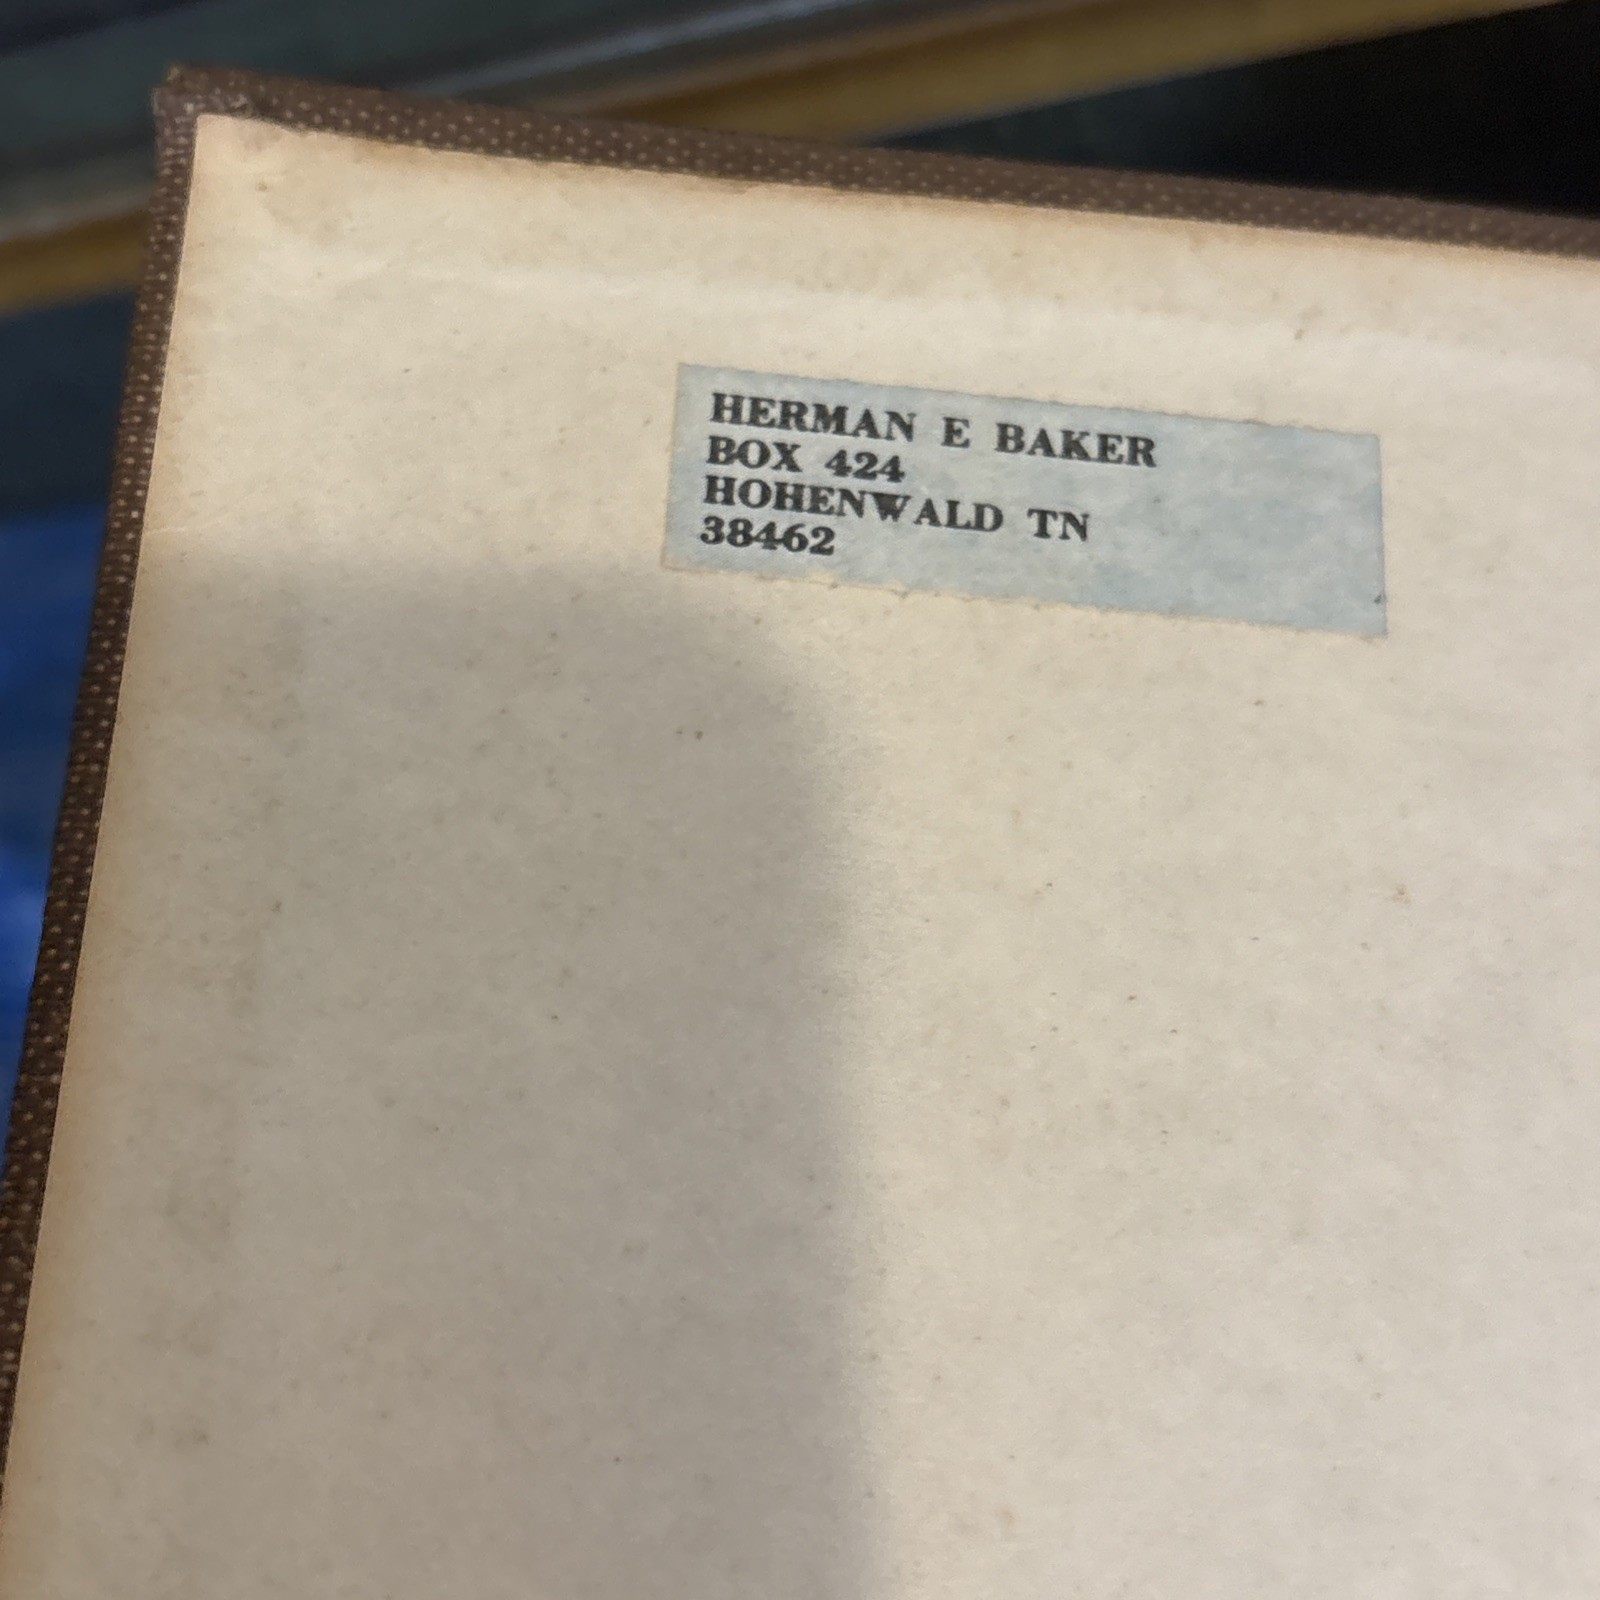 HERMAN E BAKER
BOX 424
HOHENWALD TN
38462